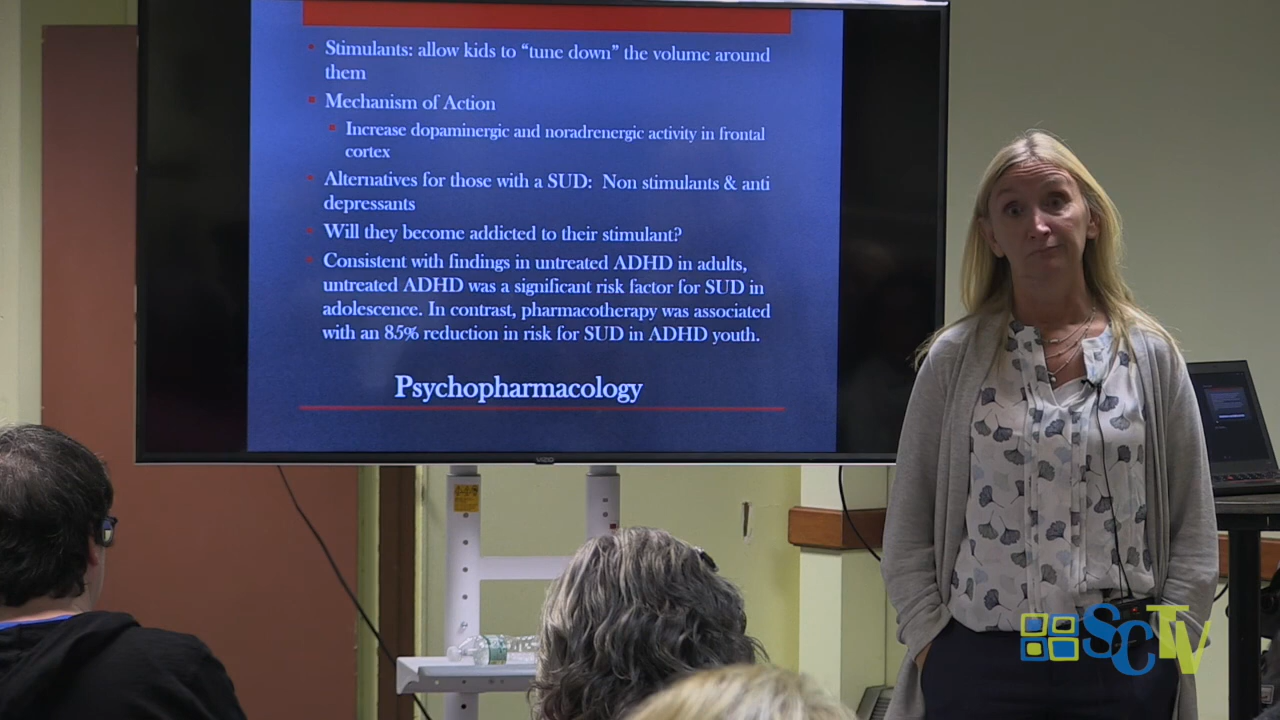 Stimulants: allow kids to “tune down” the volume around
them
Mechanism of Action
Increase dopaminergic and noradrenergic activity in frontal
cortex
Alternatives for those with a SUD: Non stimulants & anti
depressants
Will they become addicted to their stimulant?
Consistent with findings in untreated ADHD in adults,
untreated ADHD was a significant risk factor for SUD in
adolescence. In contrast, pharmacotherapy was associated
with an 85% reduction in risk for SUD in ADHD youth.
Psychopharmacology
VIZIO
SCTV